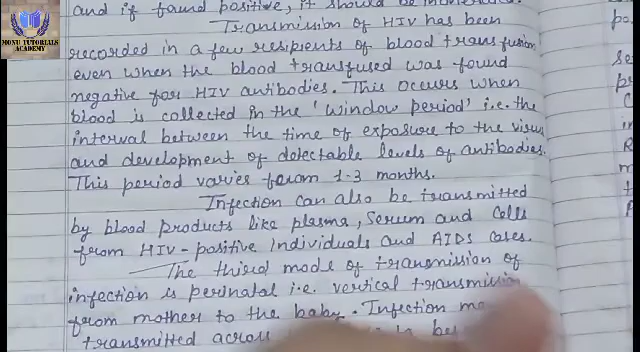 MONU TUTORIALS
ACADEMY
and if found positive, it should be
Transmission of HIV has been
recorded in a few recipients of blood transfusion
even when the blood transfused was found
negative for HIV antibodies. This occurs when
blood is collected in the 'window period' i.e. the
interval between the time of exposure to the virus
and development of detectable levels of antibodies.
This period varies from 1-3 months.
Infection can also be transmitted
by blood products like plasma, Serum and Cells
from HIV-positive Individuals and AIDS Cases.
The third mode of transmission of
infection is perinatal i.e. vertical transmission
from mother to the baby. Infection
transmitted across